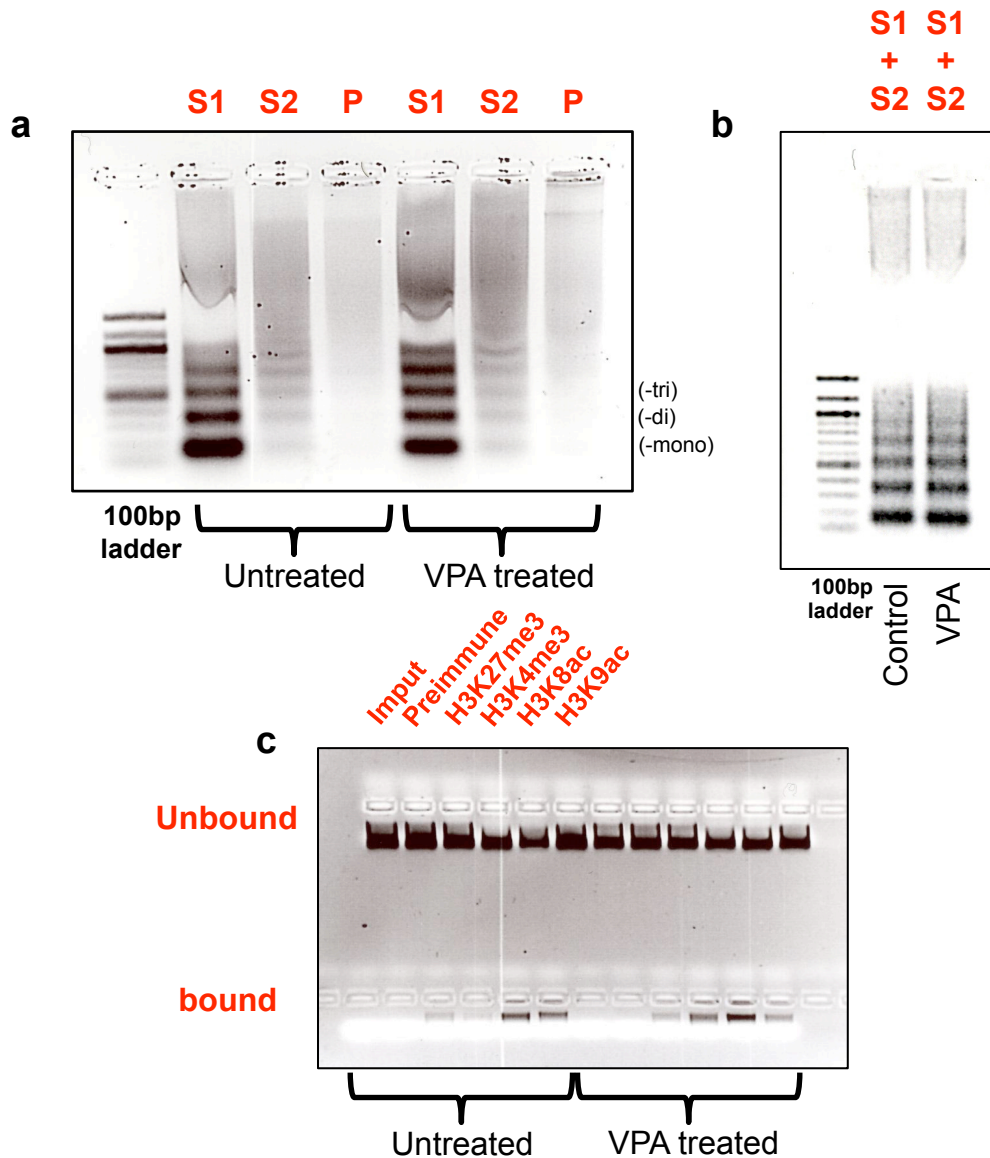 a
S1 S2 P S1 S2 P
(-tri)
(-di)
(-mono)
100bp
ladder
Untreated
VPA treated
b
S1 S1
+ +
S2 S2
100bp
ladder
Control
VPA
c
Imput
Preimmune
H3K27me3
H3K4me3
H3K8ac
H3K9ac
Unbound
bound
Untreated
VPA treated